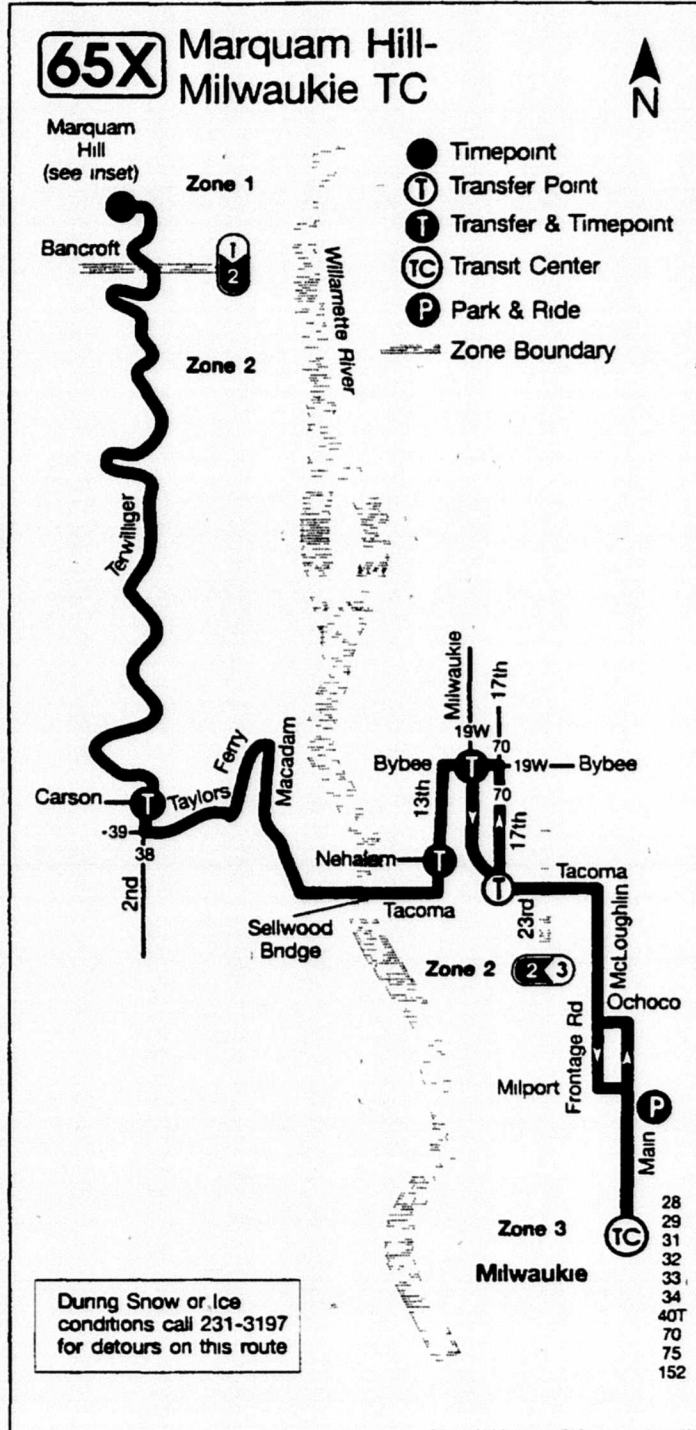 65X Marquam Hill-
Milwaukie TC
N
Marquam
Hill
(see inset)
Zone 1
Timepoint
T Transfer Point
T Transfer & Timepoint
TC Transit Center
P Park & Ride
Zone Boundary
Bancroft
1
2
Zone 2
Willamette River
Terwilliger
Milwaukie
17th
19W
70
Bybee
T
19W
Bybee
70
13th
17th
Ferry
Macadam
Carson
T
Taylors
-39
38
2nd
Nehalem
T
T
Tacoma
Tacoma
23rd
Sellwood
Bridge
McLoughlin
Zone 2
2 3
Ochoco
Frontage Rd
Milport
P
Main
Zone 3
TC
Milwaukie
28
29
31
32
33
34
40T
70
75
152
During Snow or Ice
conditions call 231-3197
for detours on this route